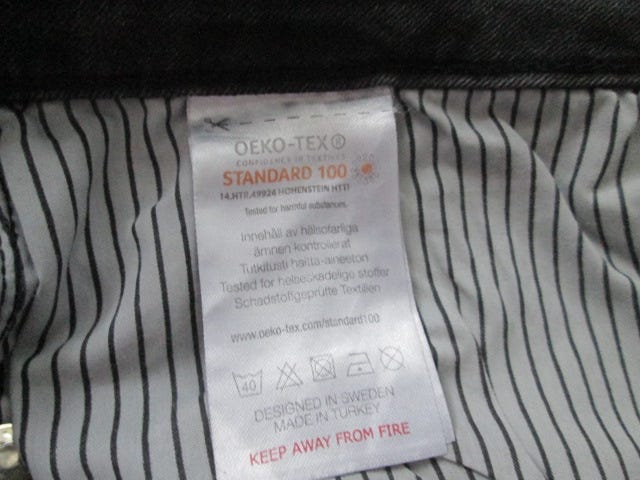 OEKO-TEX®
CONFIDENCE IN TEXTILES
STANDARD 100
14.HTR.49924 HOHENSTEIN HTTI
Tested for harmful substances.
Innehåll av hälsofarliga
ämnen kontrollerat
Tutkitusti haitta-aineeton
Tested for helseskadelige stoffer
Schadstoffgeprüfte Textilien
www.oeko-tex.com/standard100
40
DESIGNED IN SWEDEN
MADE IN TURKEY
KEEP AWAY FROM FIRE